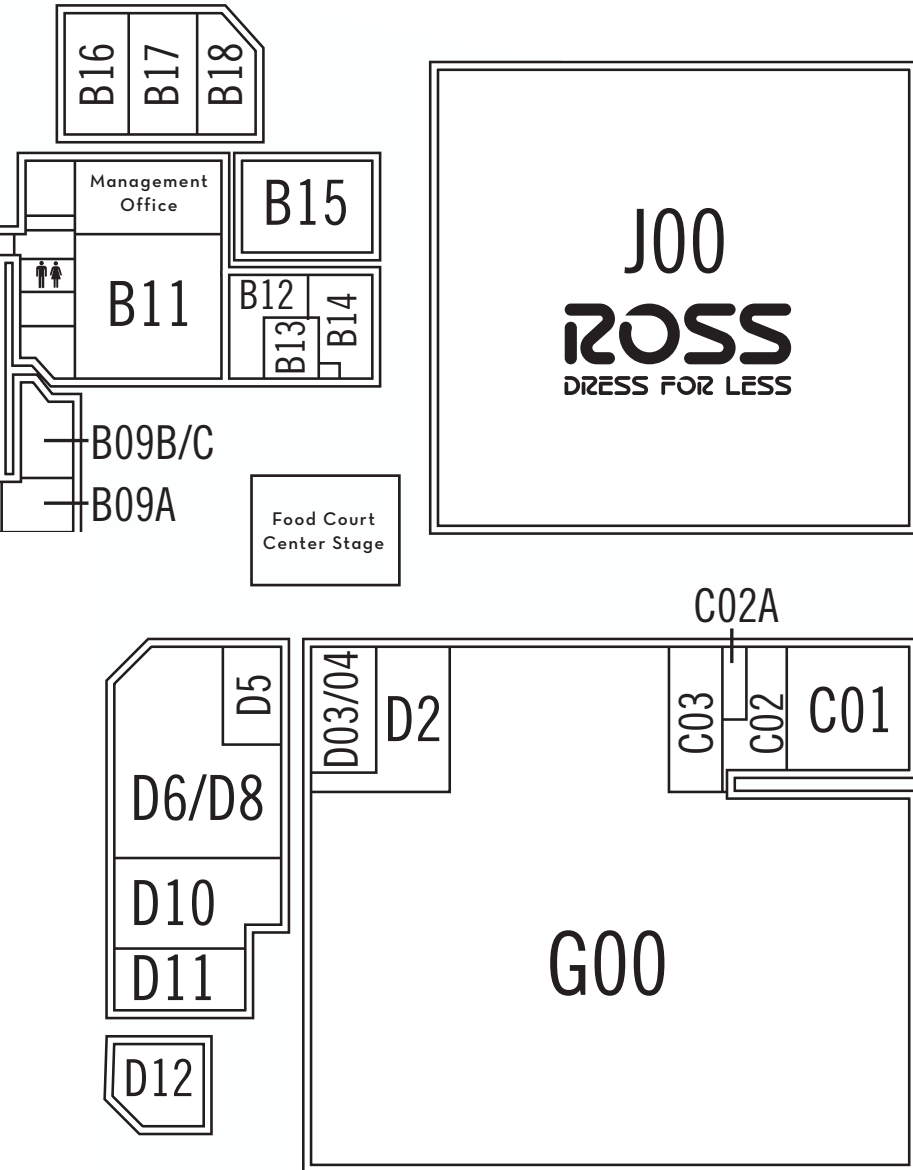 B16
B17
B18
Management
Office
B15
B11
B12
B13
B14
J00
ROSS
DRESS FOR LESS
B09B/C
B09A
Food Court
Center Stage
C02A
D5
D03/04
D2
C03
C02
C01
D6/D8
D10
D11
G00
D12